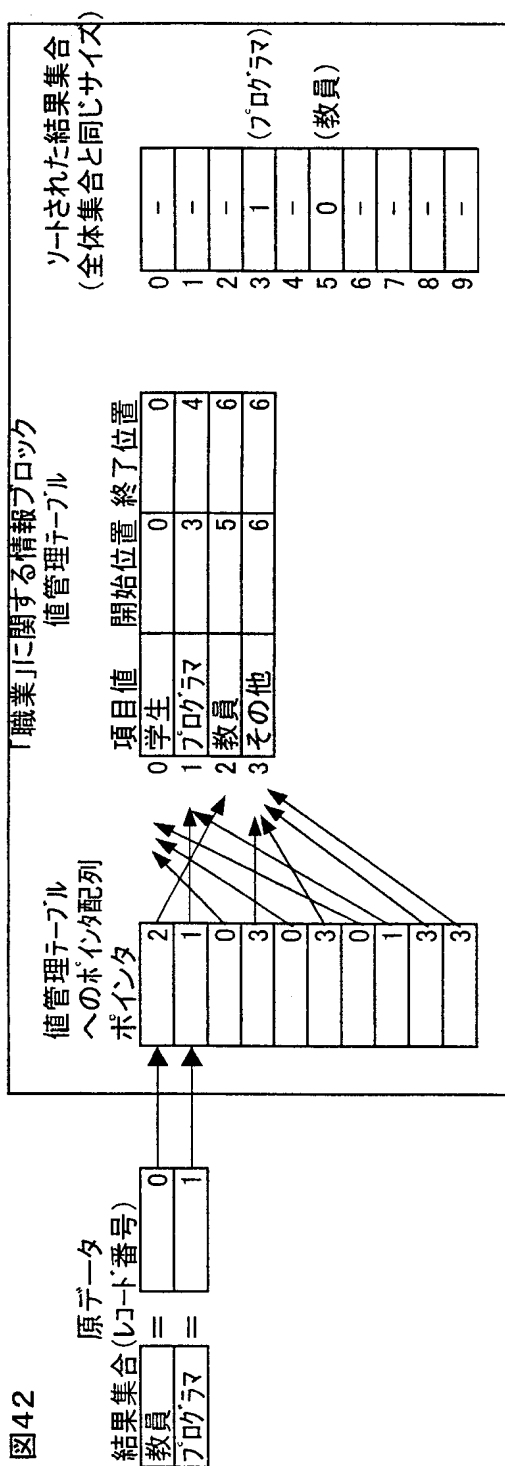 図42
「職業」に関する情報ブロック
結果集合
原データ
(レコード番号)
教員 = 0
プログラマ = 1
値管理テーブル
へのポインタ配列
ポインタ
2
1
0
3
0
3
0
1
3
3
値管理テーブル
項目値 開始位置 終了位置
0 学生 0 0
1 プログラマ 3 4
2 教員 5 6
3 その他 6 6
ソートされた結果集合
(全体集合と同じサイズ)
0 -
1 -
2 -
3 1 (プログラマ)
4 -
5 0 (教員)
6 -
7 -
8 -
9 -